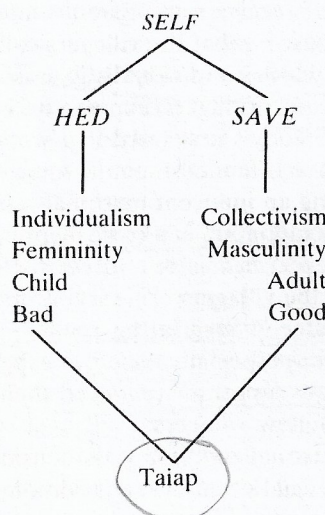 SELF
HED SAVE
Individualism Collectivism
Femininity Masculinity
Child Adult
Bad Good
Taiap